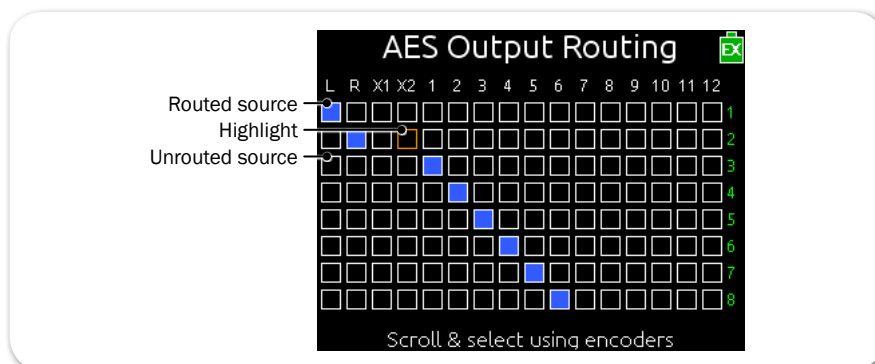 AES Output Routing
EX
L R X1 X2 1 2 3 4 5 6 7 8 9 10 11 12
Routed source
1
Highlight
2
Unrouted source
3
4
5
6
7
8
Scroll & select using encoders